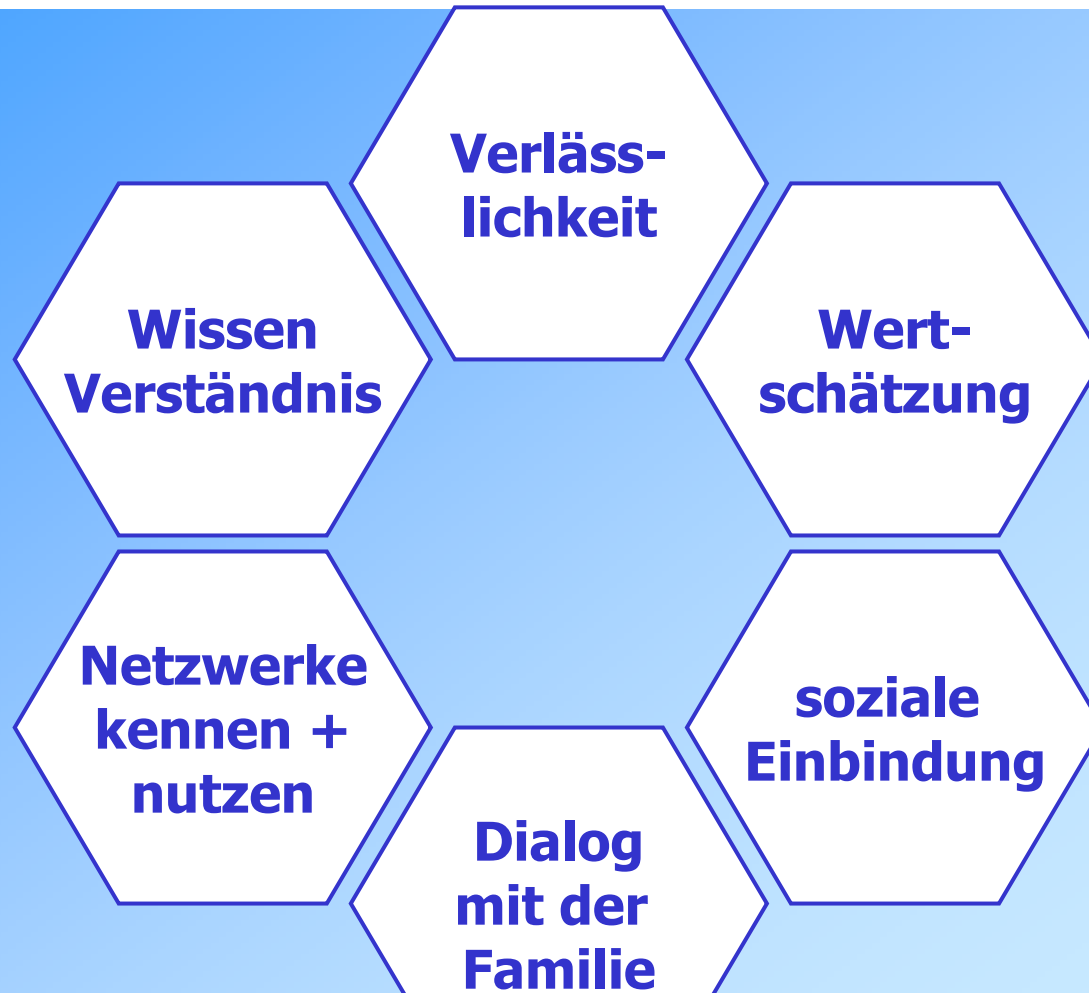 Verläss-
lichkeit
Wissen
Verständnis
Wert-
schätzung
Netzwerke
kennen +
nutzen
soziale
Einbindung
Dialog
mit der
Familie